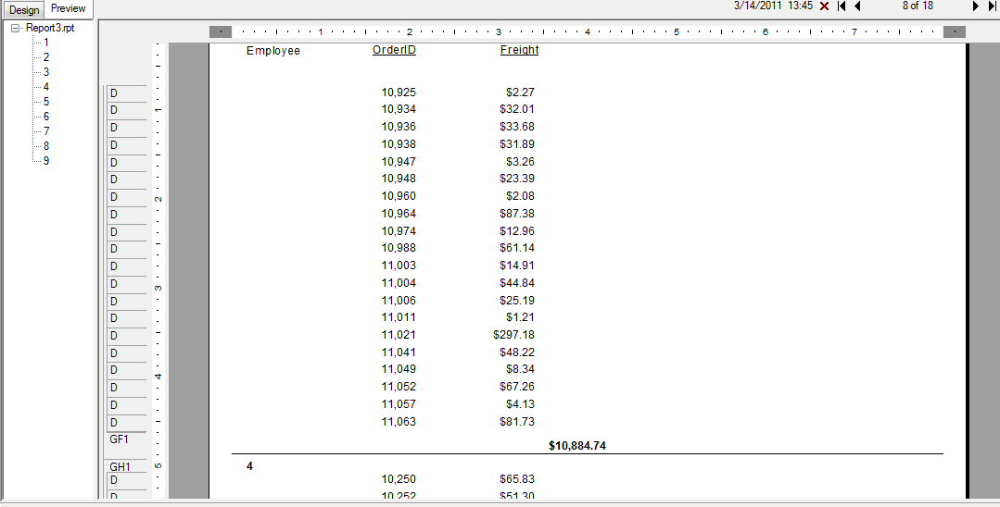 Design Preview 3/14/2011 13:45 8 of 18
Report3.rpt
1
2
3
4
5
6
7
8
9
1 2 3 4 5 6 7
Employee OrderID Freight
D 10,925 $2.27
D 10,934 $32.01
D 10,936 $33.68
D 10,938 $31.89
D 10,947 $3.26
D 10,948 $23.39
D 10,960 $2.08
D 10,964 $87.38
D 10,974 $12.96
D 10,988 $61.14
D 11,003 $14.91
D 11,004 $44.84
D 11,006 $25.19
D 11,011 $1.21
D 11,021 $297.18
D 11,041 $48.22
D 11,049 $8.34
D 11,052 $67.26
D 11,057 $4.13
D 11,063 $81.73
GF1 $10,884.74
GH1 4
D 10,250 $65.83
D 10,252 $51.30
1
2
3
4
5